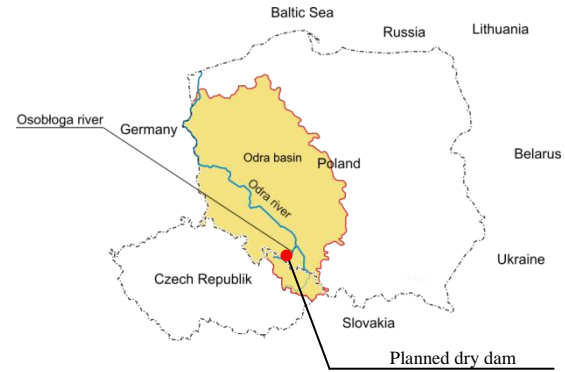 Baltic Sea
Russia
Lithuania
Osobłoga river
Germany
Belarus
Odra basin
Poland
Odra river
Ukraine
Czech Republik
Slovakia
Planned dry dam